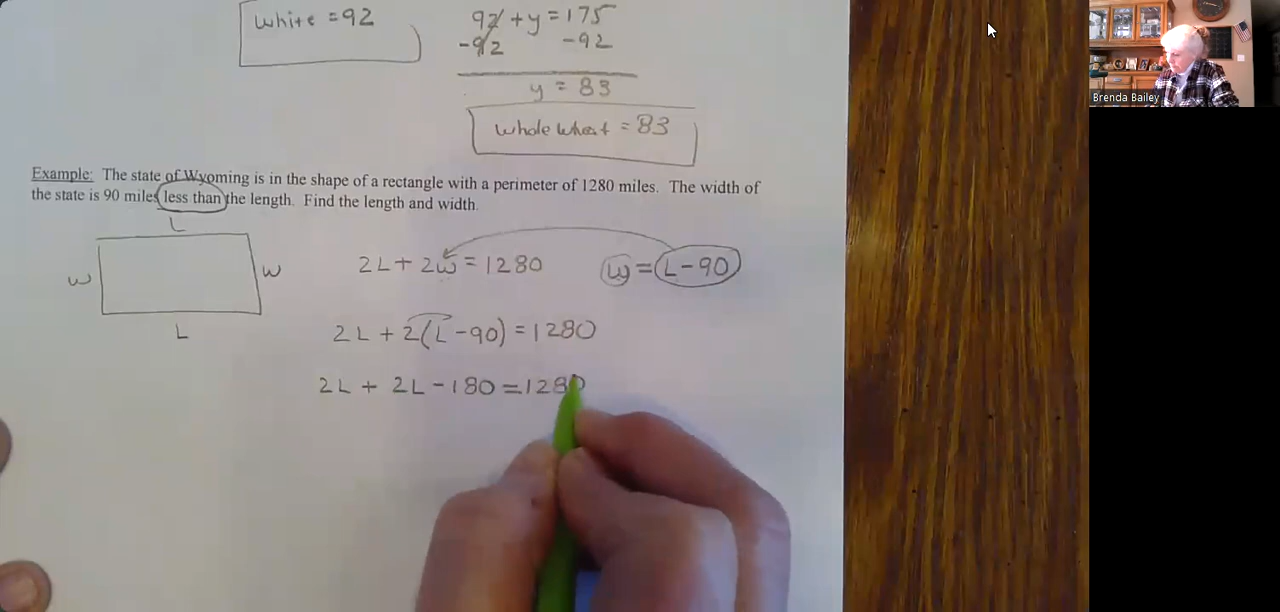 white = 92
92 + y = 175
-92 -92
y = 83
whole wheat = 83
Example: The state of Wyoming is in the shape of a rectangle with a perimeter of 1280 miles. The width of
the state is 90 miles less than the length. Find the length and width.
L
W W
2L + 2w = 1280 w = L - 90
L
2L + 2(L - 90) = 1280
2L + 2L - 180 = 1280
Brenda Bailey